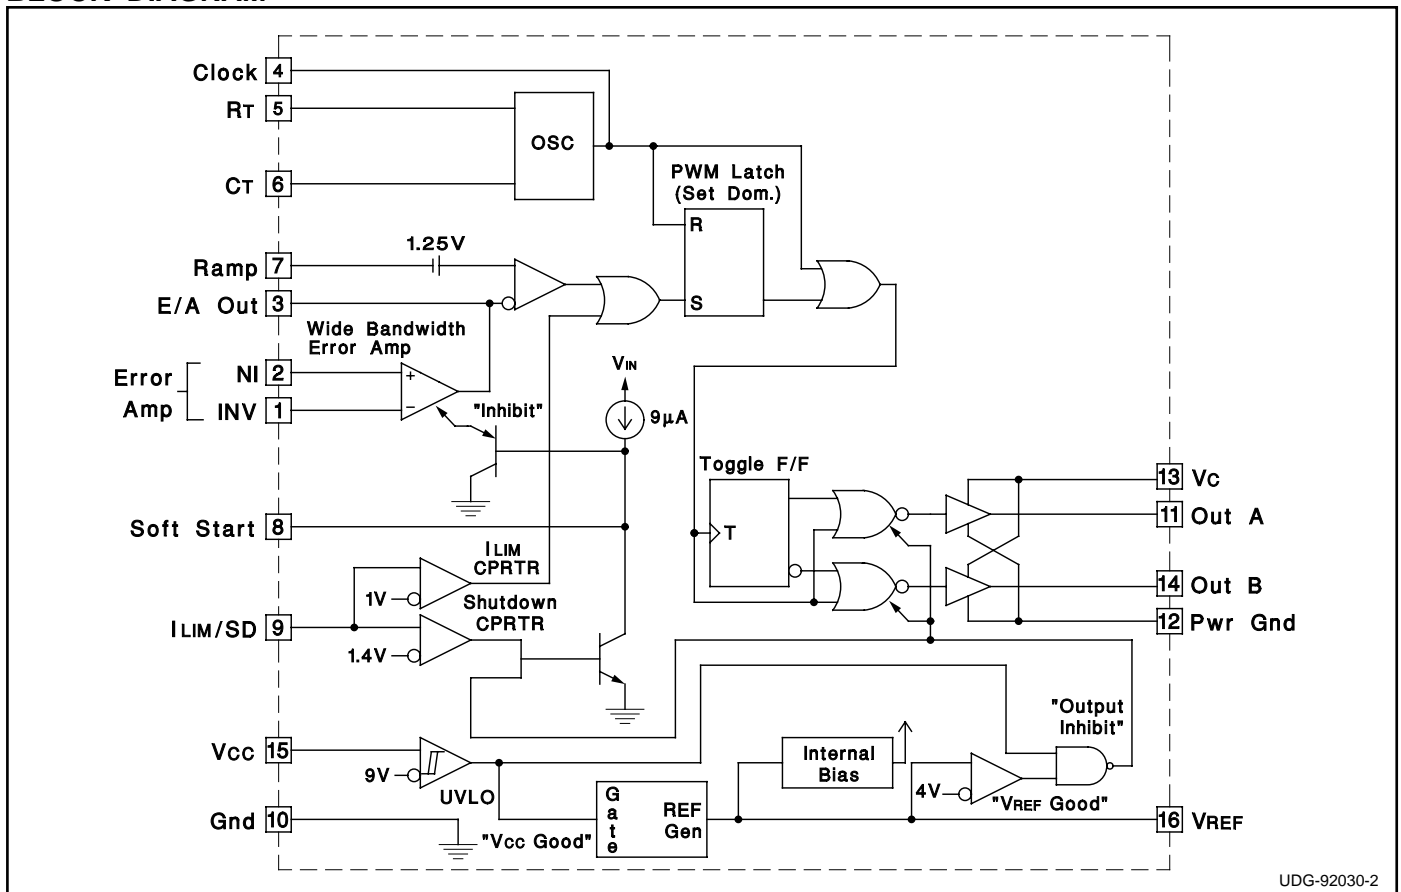 BLOCK DIAGRAM
Clock 4
RT 5
OSC
CT 6
PWM Latch
(Set Dom.)
R
S
1.25V
Ramp 7
E/A Out 3
Wide Bandwidth
Error Amp
Error
Amp
NI 2
INV 1
+
–
"Inhibit"
VIN
9µA
Toggle F/F
T
13 VC
11 Out A
14 Out B
12 Pwr Gnd
Soft Start 8
ILIM
CPRTR
1V
Shutdown
CPRTR
ILIM/SD 9
1.4V
"Output
Inhibit"
VCC 15
9V
UVLO
Internal
Bias
4V
"VREF Good"
Gnd 10
"VCC Good"
Gate
REF
Gen
16 VREF
UDG-92030-2